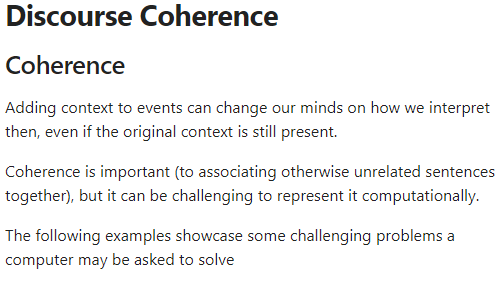 Discourse Coherence
Coherence
Adding context to events can change our minds on how we interpret
then, even if the original context is still present.
Coherence is important (to associating otherwise unrelated sentences
together), but it can be challenging to represent it computationally.
The following examples showcase some challenging problems a
computer may be asked to solve